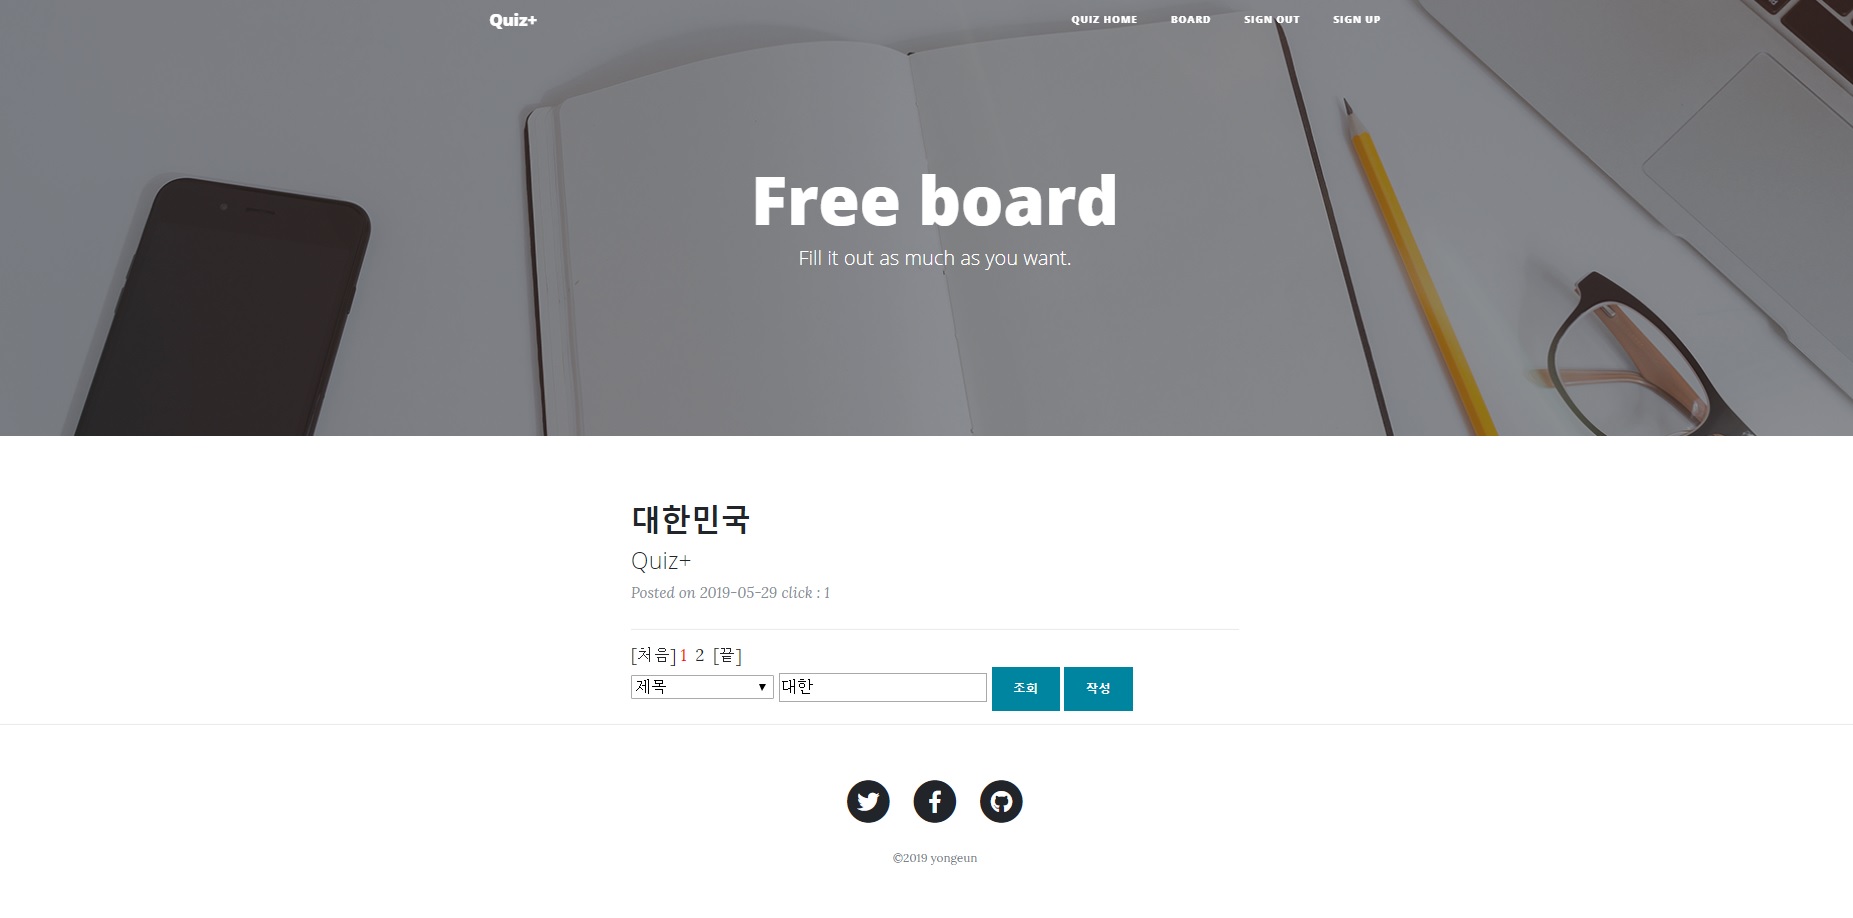 Quiz+ QUIZ HOME BOARD SIGN OUT SIGN UP
Free board
Fill it out as much as you want.
대한민국
Quiz+
Posted on 2019-05-29 click : 1
[처음] 1 2 [끝]
제목 ▼ 대한 조회 작성
©2019 yongeun